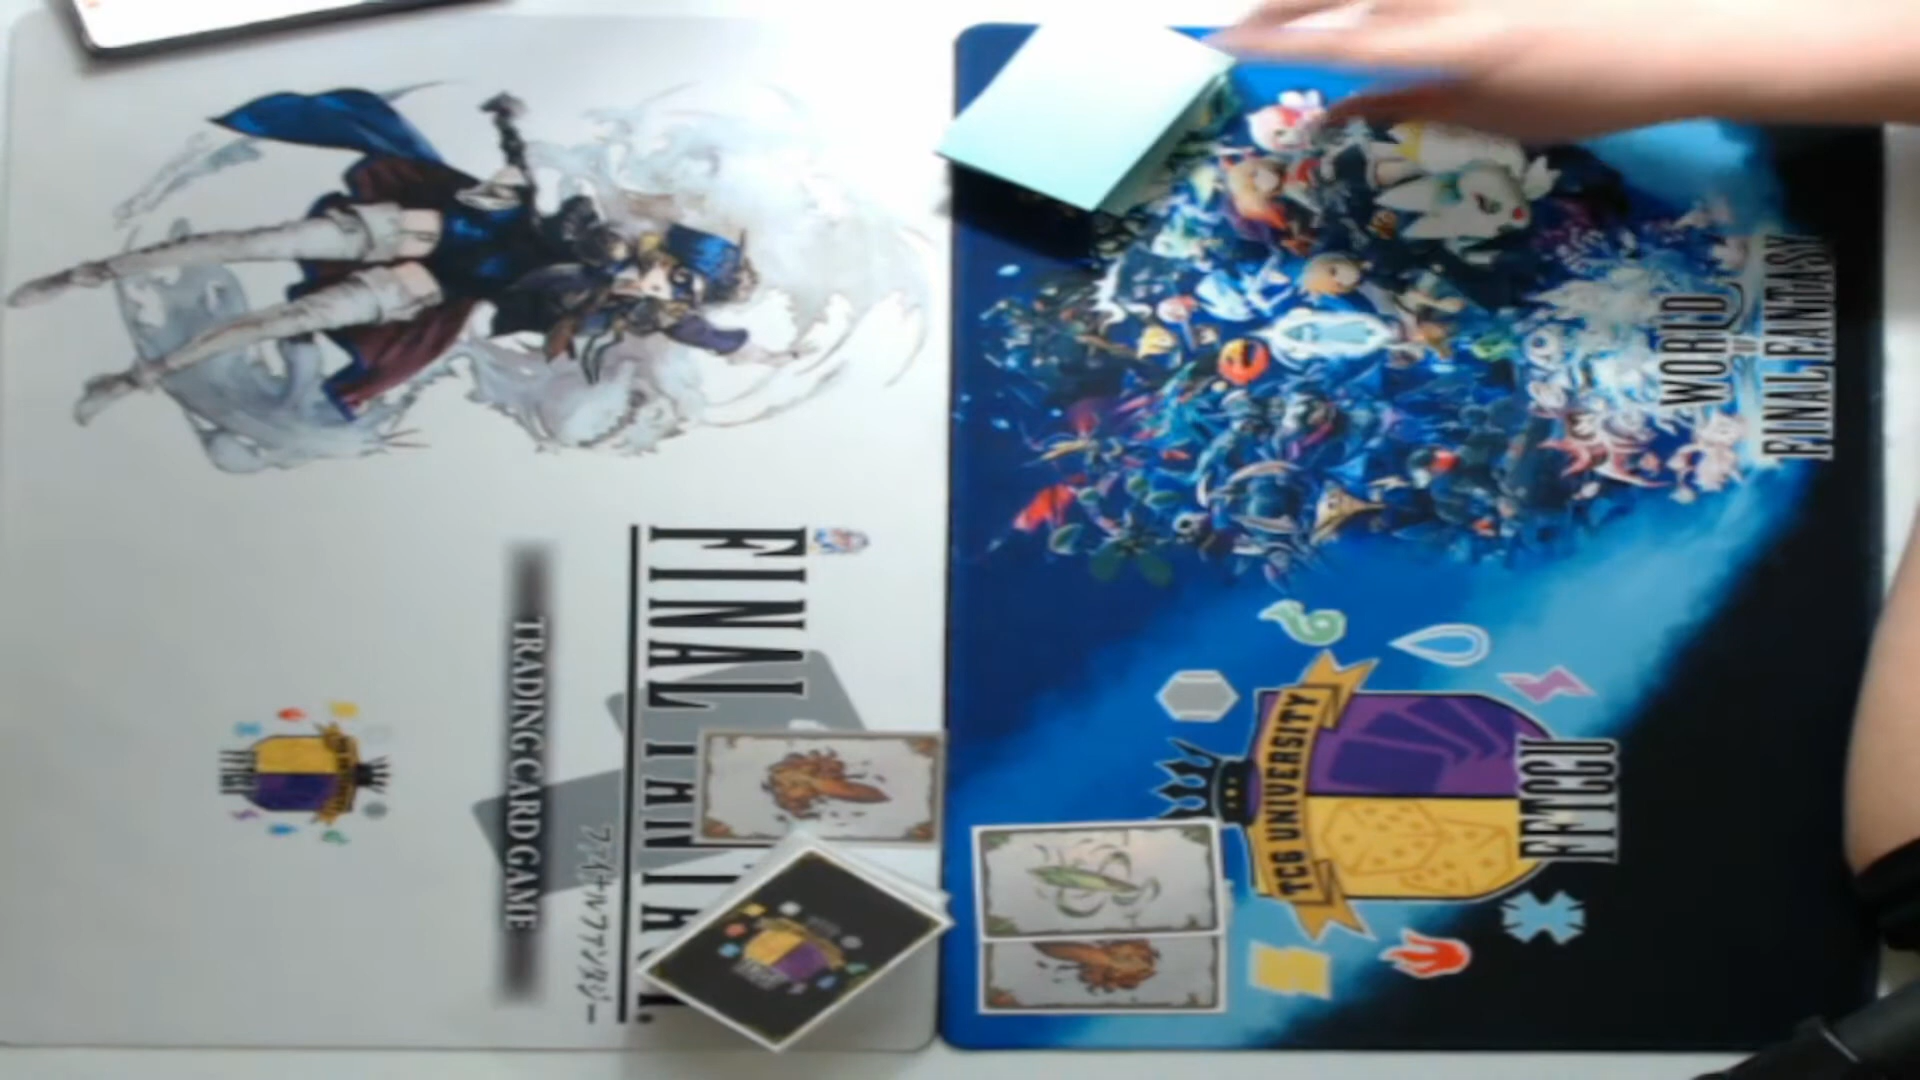 FINAL FANTASY
TRADING CARD GAME
ファイナルファンタジー
FFTCGU
WORLD
OF
FINAL FANTASY
TCG UNIVERSITY
FFTCGU